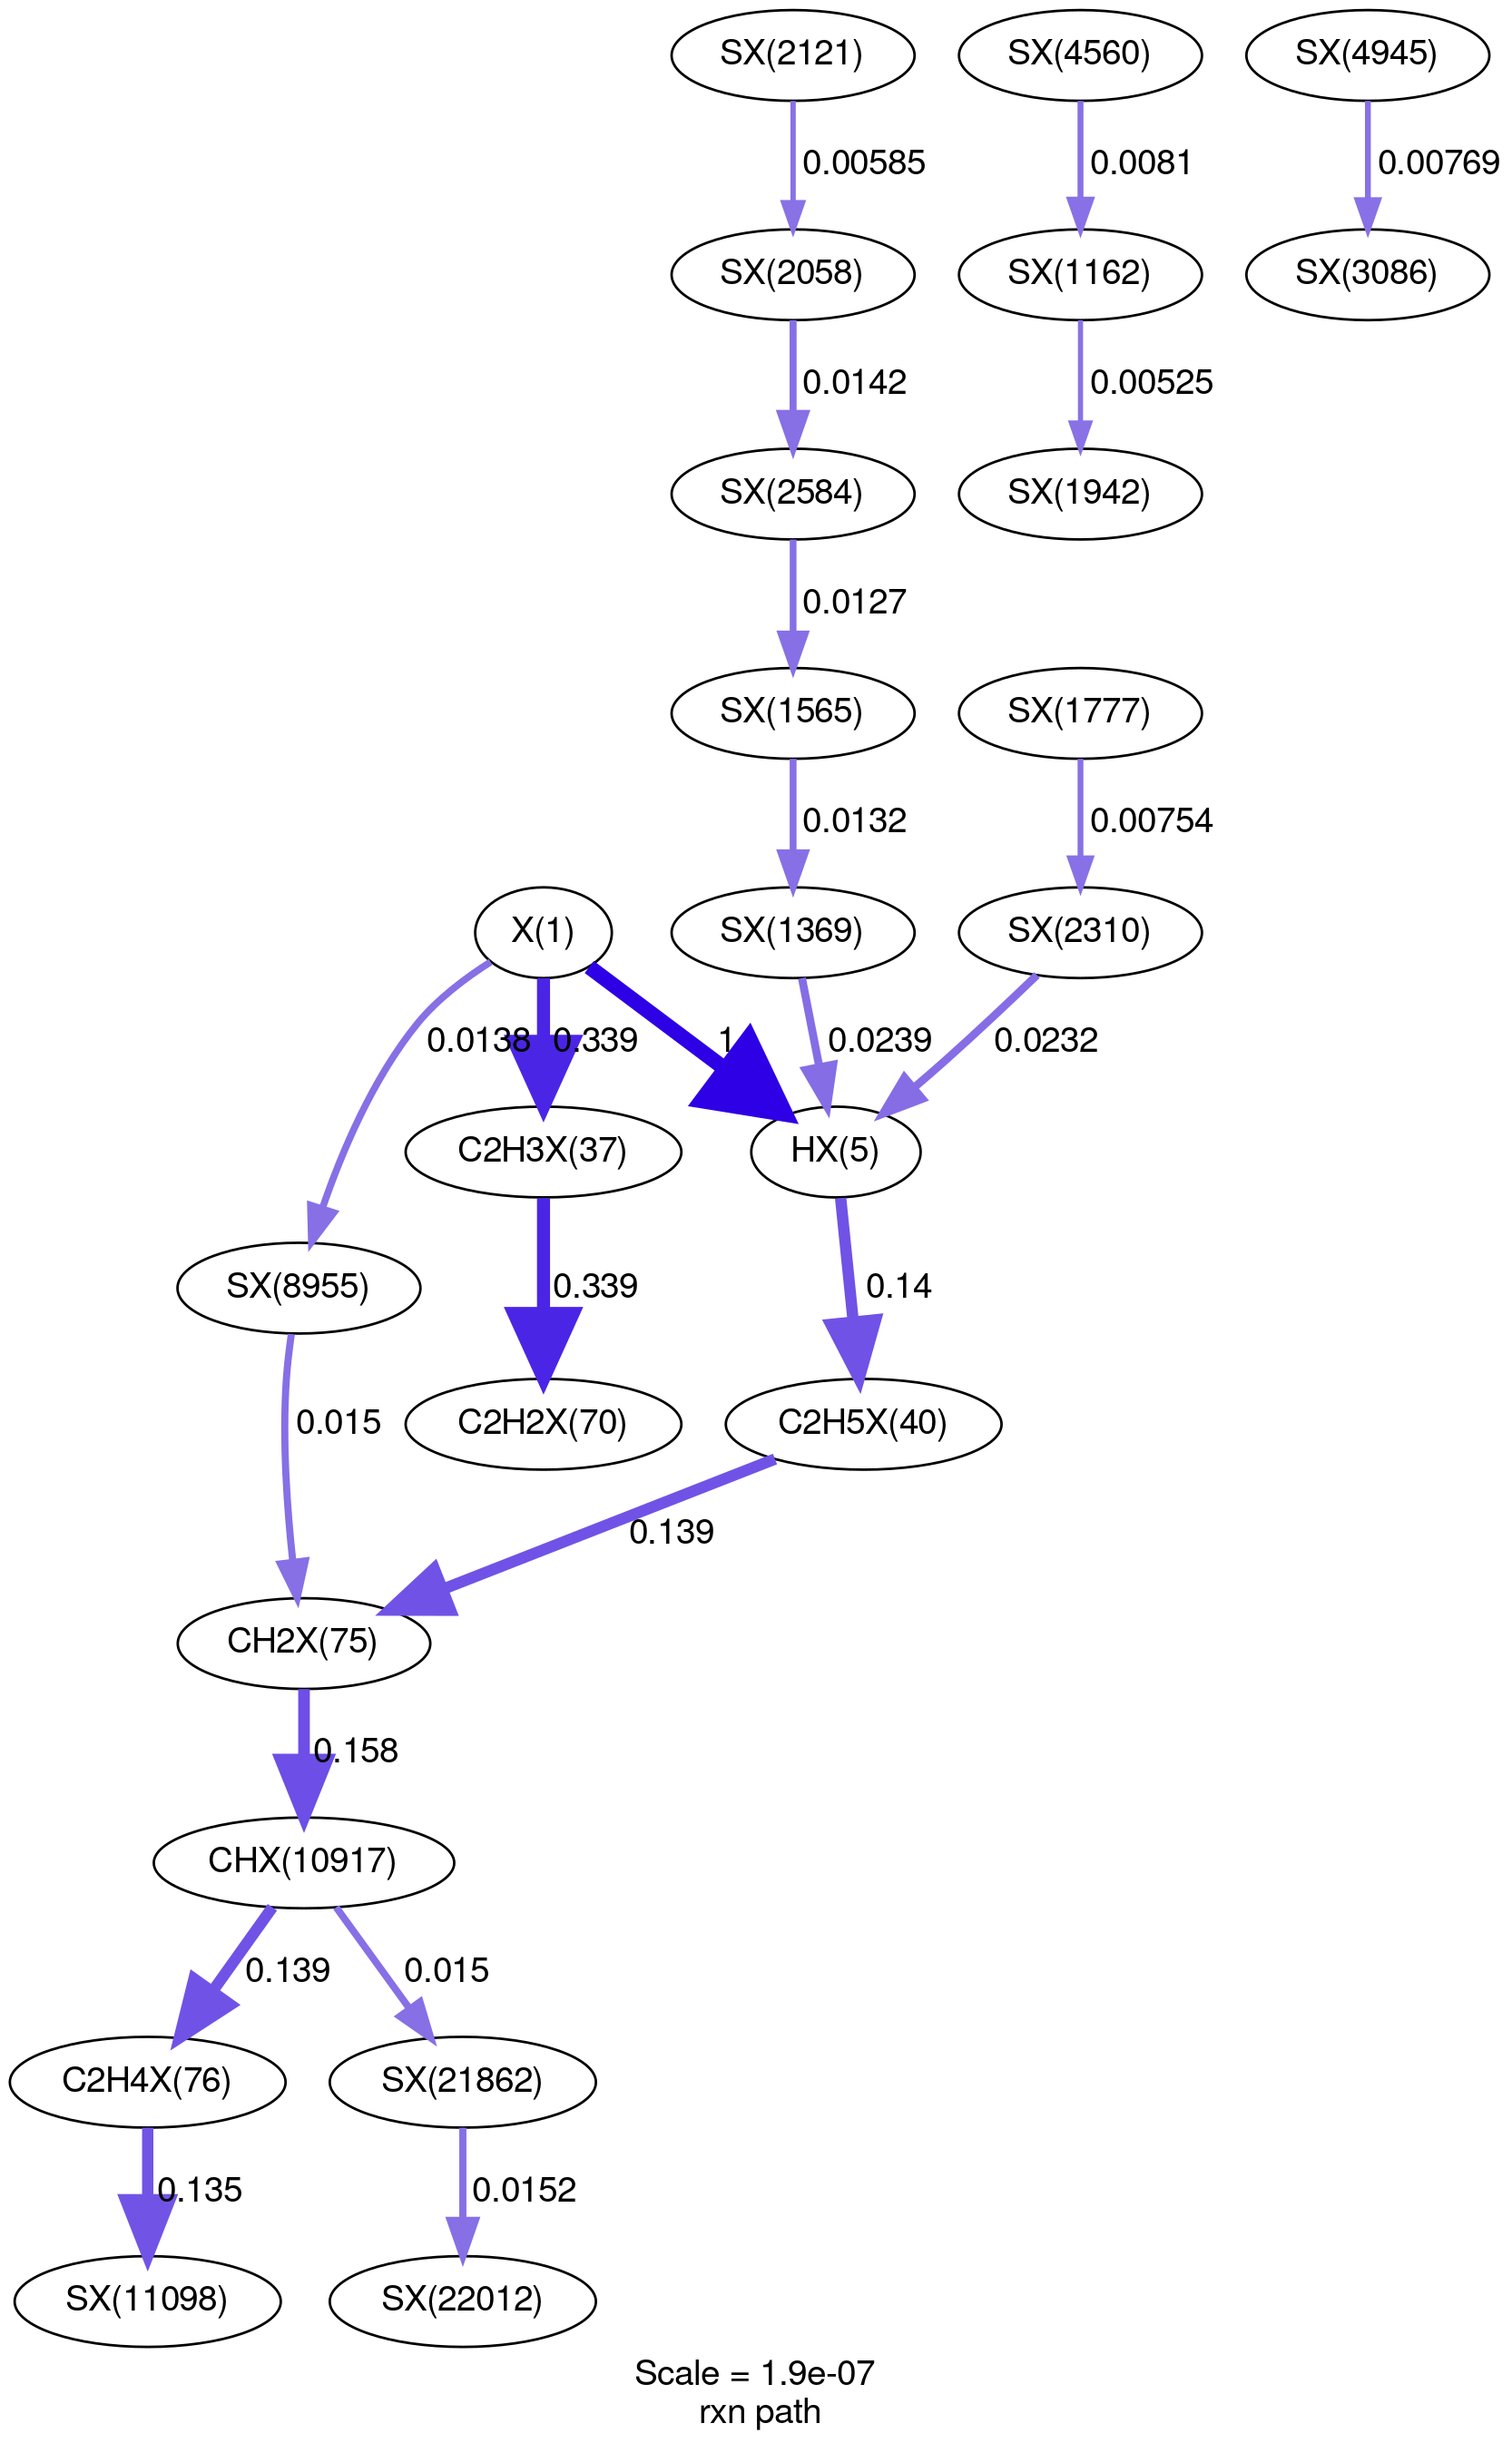 SX(2121)
SX(4560)
SX(4945)
0.00585
0.0081
0.00769
SX(2058)
SX(1162)
SX(3086)
0.0142
0.00525
SX(2584)
SX(1942)
0.0127
SX(1565)
SX(1777)
0.0132
0.00754
X(1)
SX(1369)
SX(2310)
0.0138
0.339
1
0.0239
0.0232
C2H3X(37)
HX(5)
SX(8955)
0.339
0.14
0.015
C2H2X(70)
C2H5X(40)
0.139
CH2X(75)
0.158
CHX(10917)
0.139
0.015
C2H4X(76)
SX(21862)
0.135
0.0152
SX(11098)
SX(22012)
Scale = 1.9e-07
rxn path